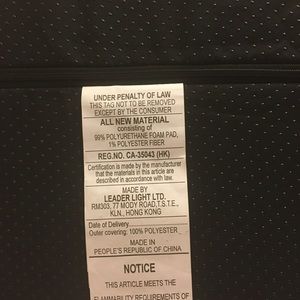 UNDER PENALTY OF LAW
THIS TAG NOT TO BE REMOVED
EXCEPT BY THE CONSUMER
ALL NEW MATERIAL
consisting of
99% POLYURETHANE FOAM PAD,
1% POLYESTER FIBER
REG.NO. CA-35043 (HK)
Certification is made by the manufacturer
that the materials in this article are
described in accordance with law.
MADE BY
LEADER LIGHT LTD.
RM303, 77 MODY ROAD,T.S.T.E.,
KLN., HONG KONG
Date of Delivery
Outer covering: 100% POLYESTER
MADE IN
PEOPLE'S REPUBLIC OF CHINA
NOTICE
THIS ARTICLE MEETS THE
FLAMMABILITY REQUIREMENTS OF